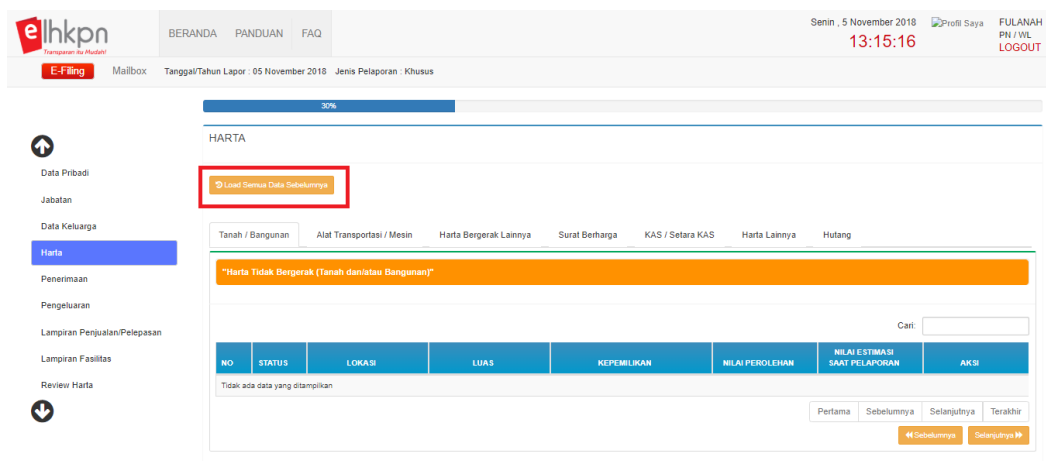 elhkpn
Transparan itu Mudah!
BERANDA PANDUAN FAQ
Senin , 5 November 2018
13:15:16
Profil Saya
FULANAH
PN / WL
LOGOUT
E-Filing Mailbox Tanggal/Tahun Lapor : 05 November 2018 Jenis Pelaporan : Khusus
30%
HARTA
Load Semua Data Sebelumnya
Data Pribadi
Jabatan
Data Keluarga
Harta
Penerimaan
Pengeluaran
Lampiran Penjualan/Pelepasan
Lampiran Fasilitas
Review Harta
Tanah / Bangunan Alat Transportasi / Mesin Harta Bergerak Lainnya Surat Berharga KAS / Setara KAS Harta Lainnya Hutang
"Harta Tidak Bergerak (Tanah dan/atau Bangunan)"
Cari:
NO STATUS LOKASI LUAS KEPEMILIKAN NILAI PEROLEHAN NILAI ESTIMASI SAAT PELAPORAN AKSI
Tidak ada data yang ditampilkan
Pertama Sebelumnya Selanjutnya Terakhir
Sebelumnya Selanjutnya